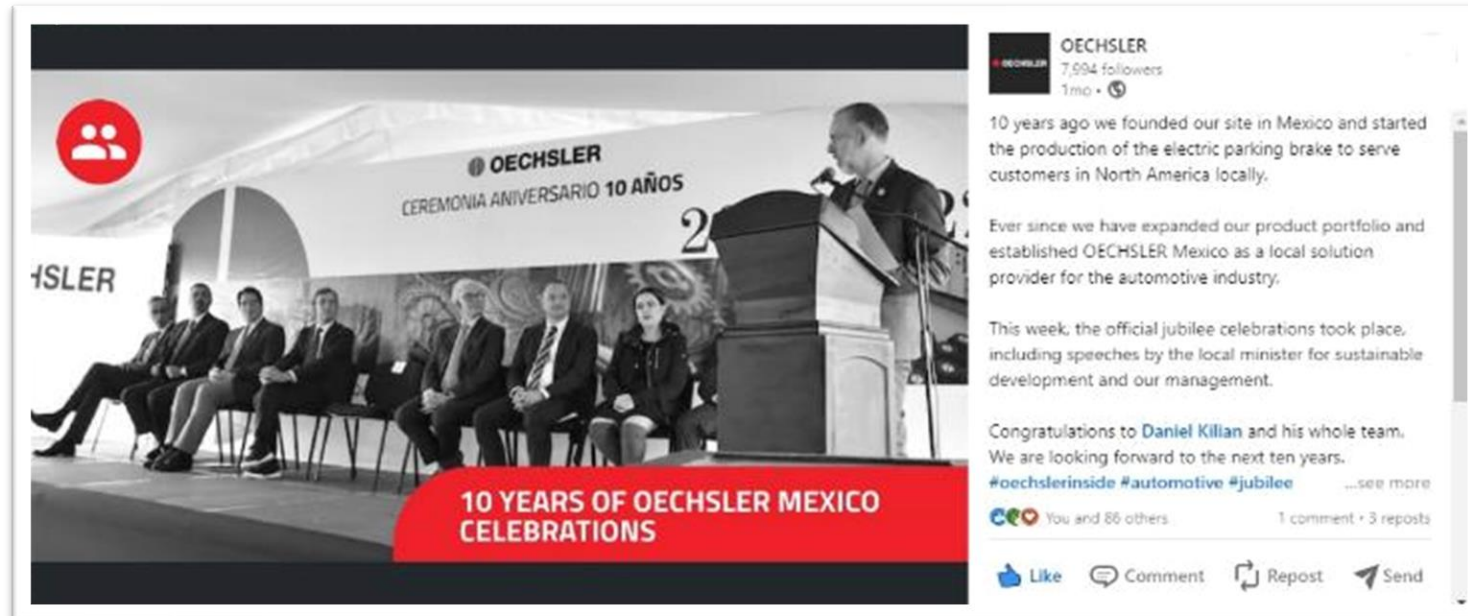 OECHSLER
CEREMONIA ANIVERSARIO 10 AÑOS
2
HSLER
10 YEARS OF OECHSLER MEXICO
CELEBRATIONS
OECHSLER
OECHSLER
7,994 followers
1mo •
10 years ago we founded our site in Mexico and started
the production of the electric parking brake to serve
customers in North America locally.
Ever since we have expanded our product portfolio and
established OECHSLER Mexico as a local solution
provider for the automotive industry.
This week, the official jubilee celebrations took place,
including speeches by the local minister for sustainable
development and our management.
Congratulations to Daniel Kilian and his whole team.
We are looking forward to the next ten years.
#oechslerinside #automotive #jubilee ...see more
You and 86 others 1 comment • 3 reposts
Like Comment Repost Send